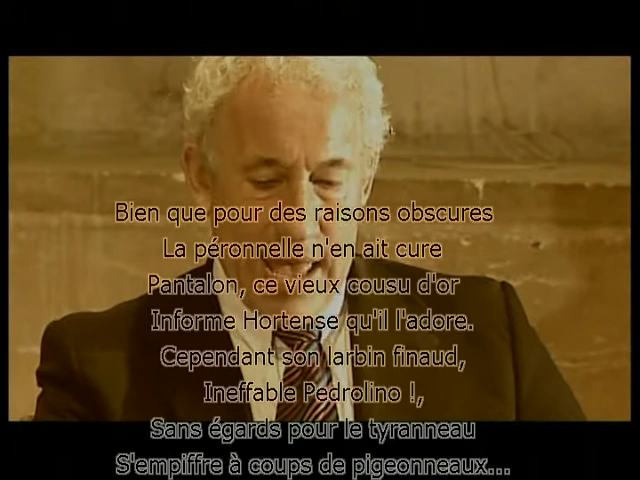 Bien que pour des raisons obscures
La péronnelle n'en ait cure
Pantalon, ce vieux cousu d'or
Informe Hortense qu'il l'adore.
Cependant son larbin finaud,
Ineffable Pedrolino !,
Sans égards pour le tyranneau
S'empiffre à coups de pigeonneaux...